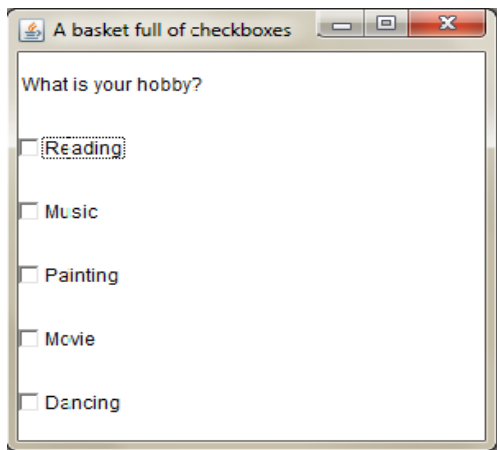 A basket full of checkboxes
What is your hobby?
Reading
Music
Painting
Movie
Dancing